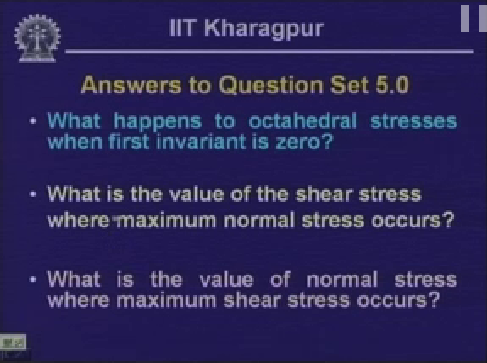 IIT Kharagpur
Answers to Question Set 5.0
• What happens to octahedral stresses
when first invariant is zero?
• What is the value of the shear stress
where maximum normal stress occurs?
• What is the value of normal stress
where maximum shear stress occurs?